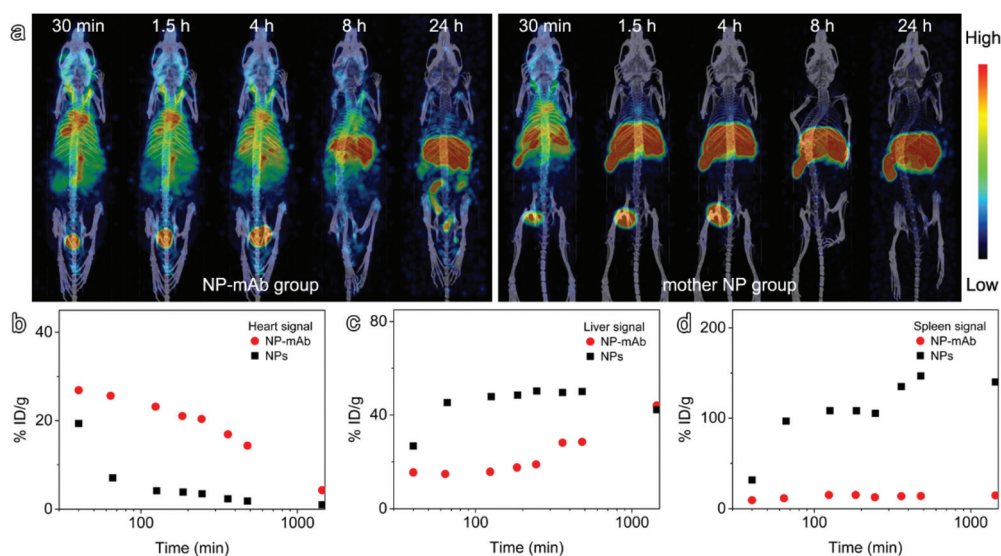 a
30 min 1.5 h 4 h 8 h 24 h
NP-mAb group
30 min 1.5 h 4 h 8 h 24 h
mother NP group
High
Low
b
Heart signal
NP-mAb
NPs
% ID/g
40
20
0
100 1000
Time (min)
c
Liver signal
NP-mAb
NPs
% ID/g
80
40
0
100 1000
Time (min)
d
Spleen signal
NP-mAb
NPs
% ID/g
200
100
0
100 1000
Time (min)